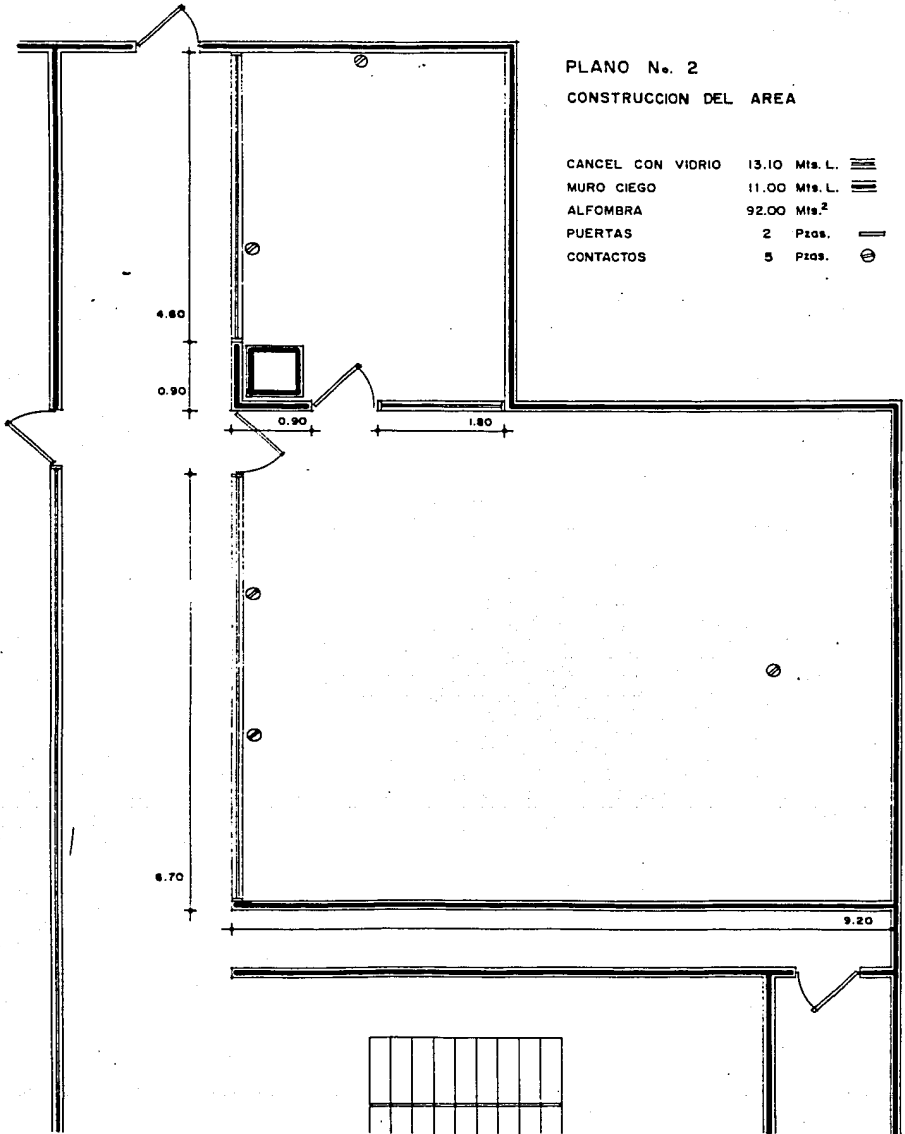 PLANO No. 2
CONSTRUCCION DEL AREA
CANCEL CON VIDRIO 13.10 Mts. L.
MURO CIEGO 11.00 Mts. L.
ALFOMBRA 92.00 Mts.²
PUERTAS 2 Pzas.
CONTACTOS 5 Pzas.
4.60
0.90
0.90
1.80
6.70
9.20